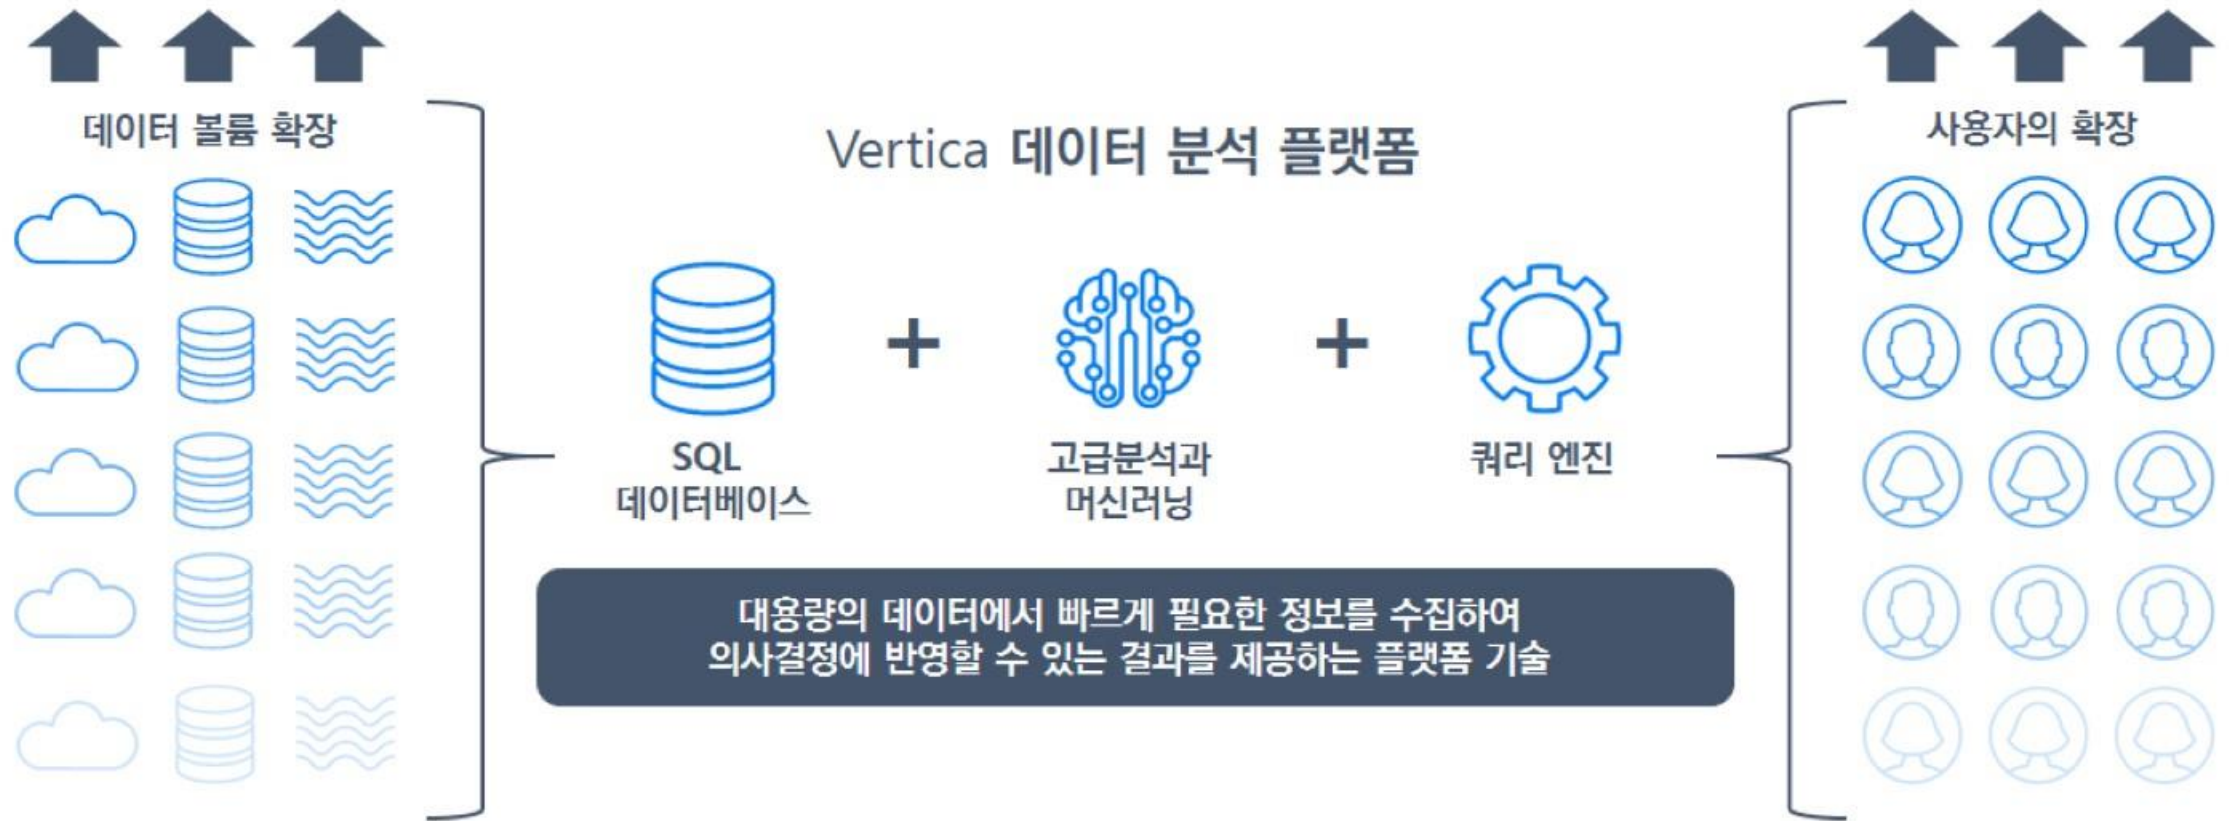 데이터 볼륨 확장
Vertica 데이터 분석 플랫폼
사용자의 확장
SQL
데이터베이스
+
고급분석과
머신러닝
+
쿼리 엔진
대용량의 데이터에서 빠르게 필요한 정보를 수집하여
의사결정에 반영할 수 있는 결과를 제공하는 플랫폼 기술